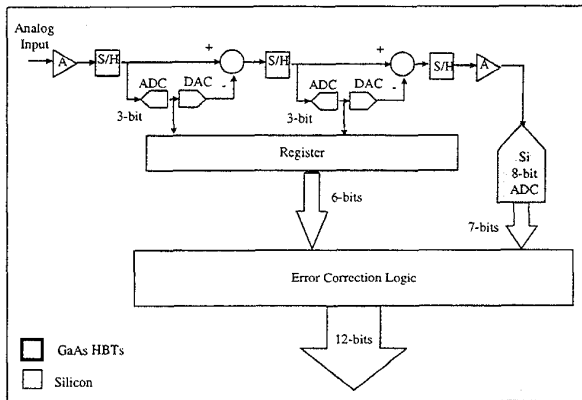 Analog
Input
A
S/H
+
-
ADC
DAC
3-bit
S/H
+
-
ADC
DAC
3-bit
S/H
A
Register
Si
8-bit
ADC
6-bits
7-bits
Error Correction Logic
12-bits
GaAs HBTs
Silicon